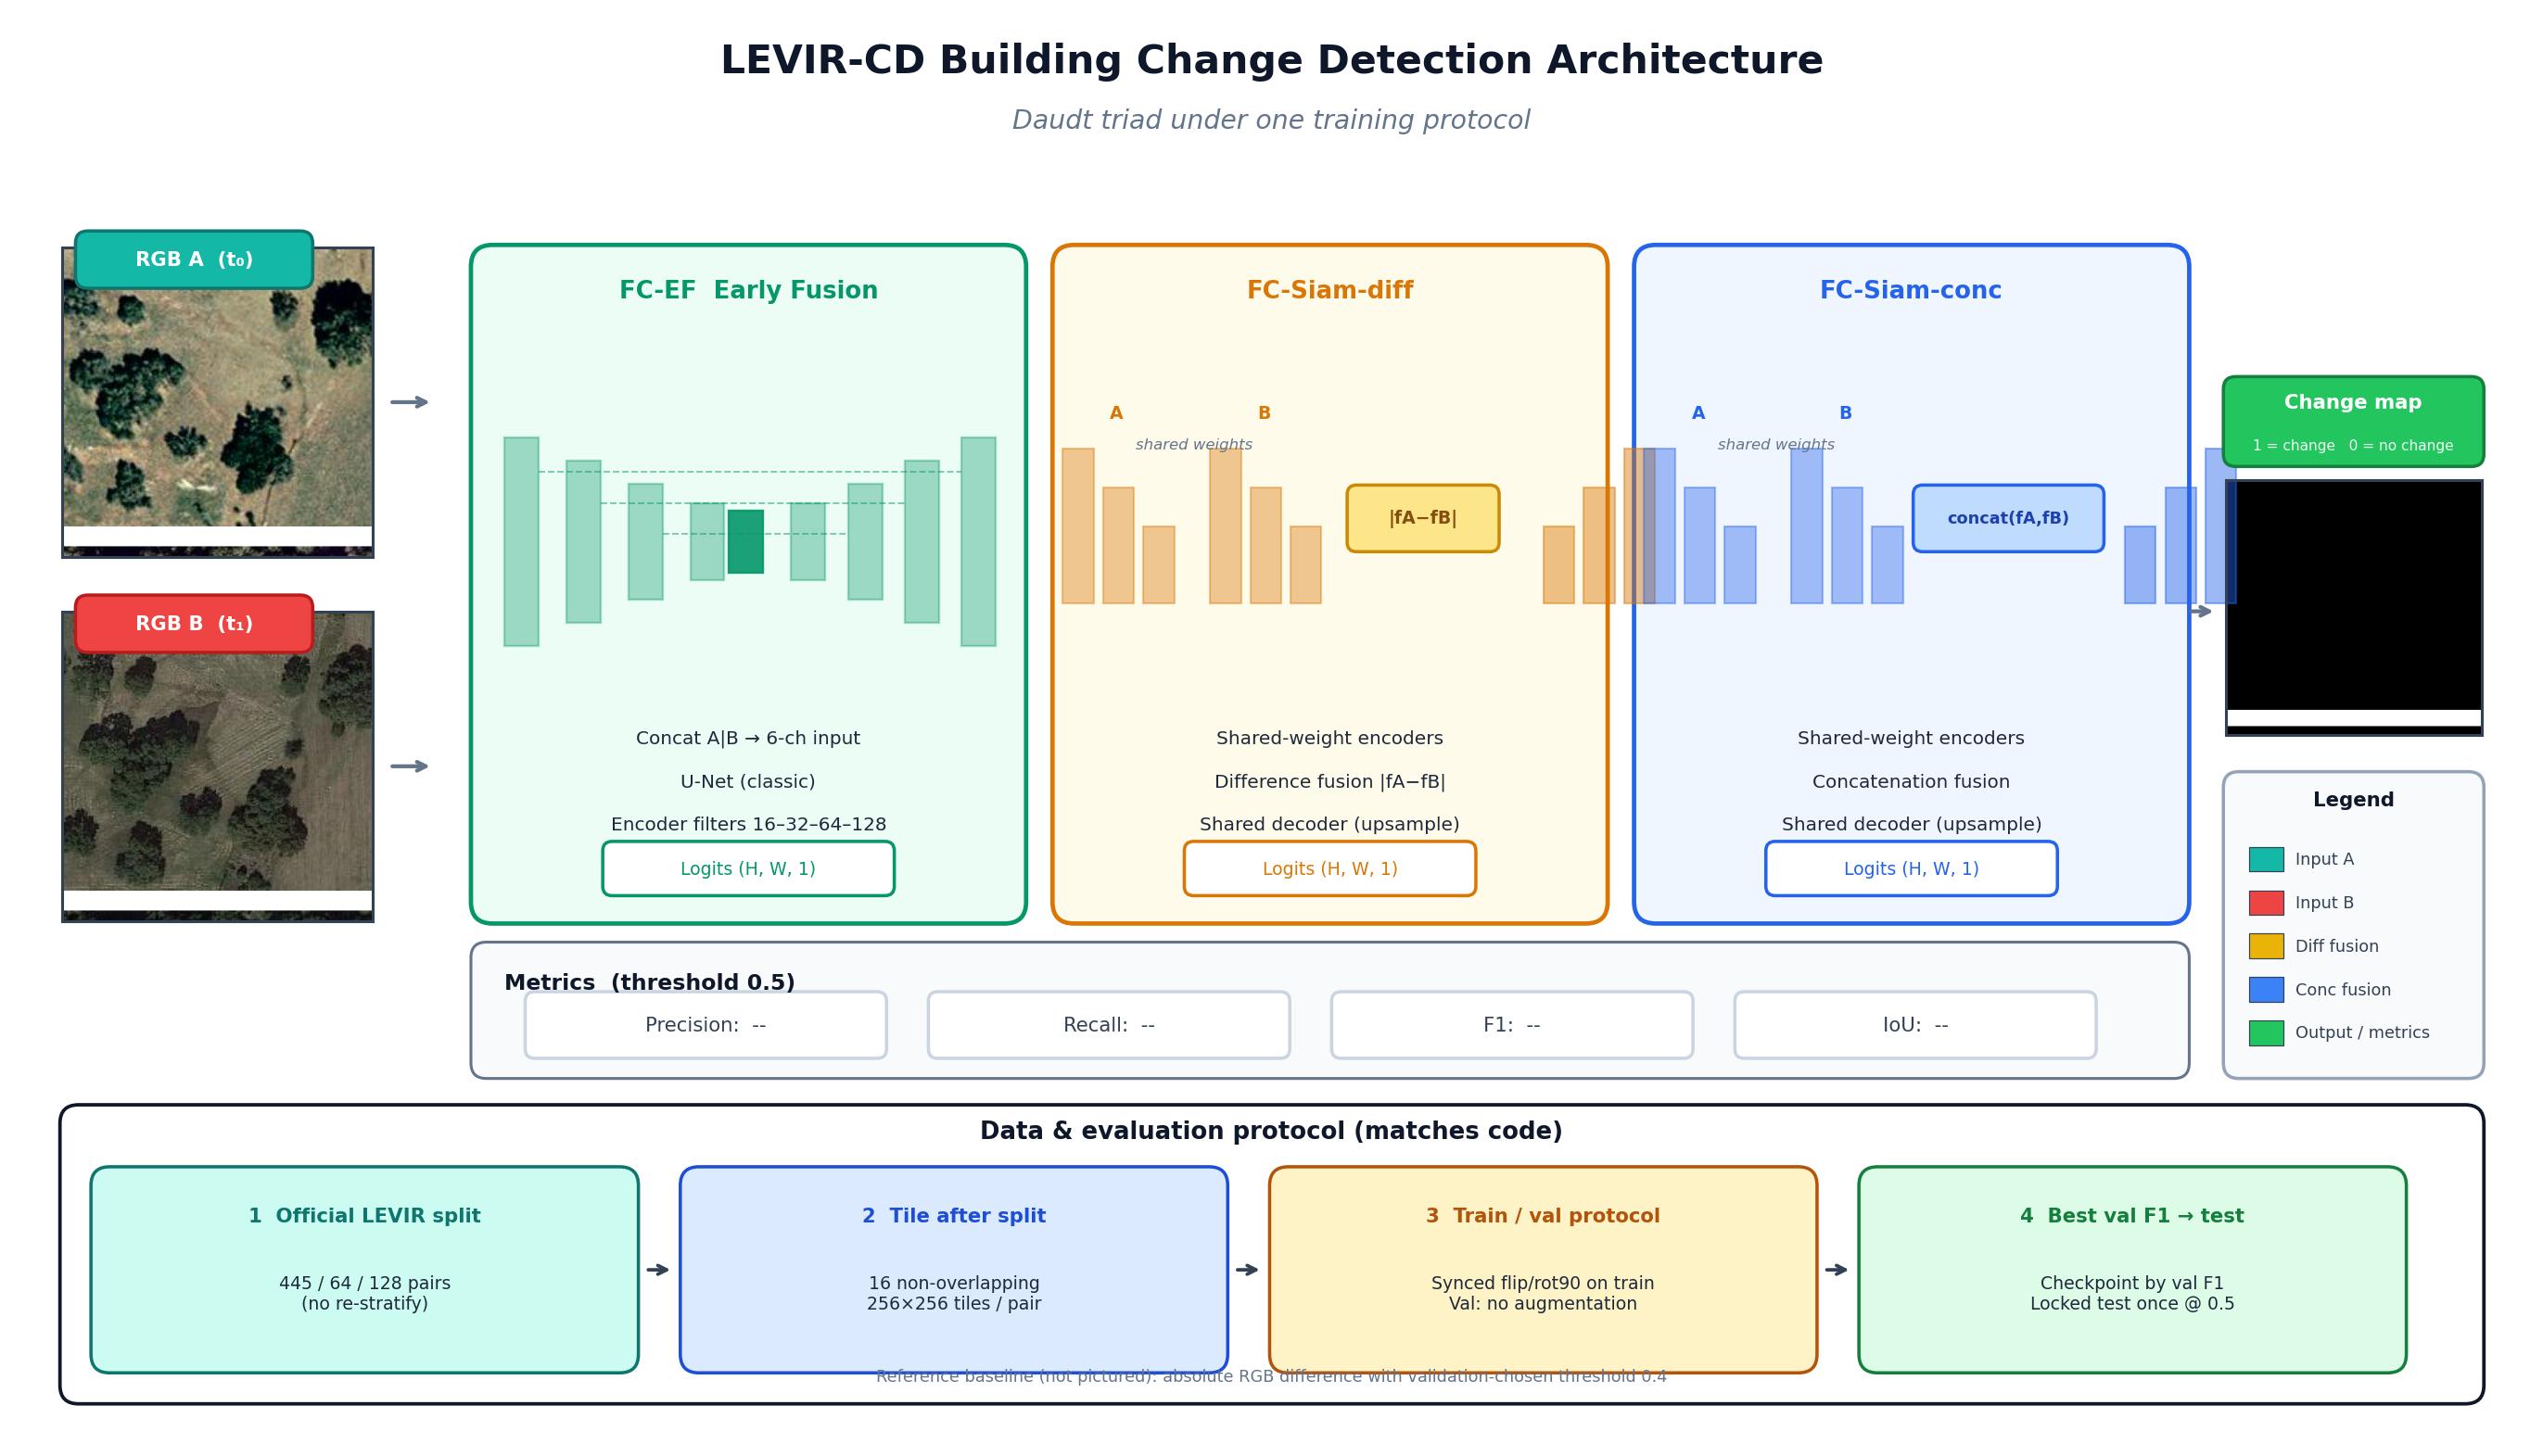 LEVIR-CD Building Change Detection Architecture
Daudt triad under one training protocol
RGB A (t₀)
RGB B (t₁)
FC-EF Early Fusion
Concat A|B → 6-ch input
U-Net (classic)
Encoder filters 16–32–64–128
Logits (H, W, 1)
FC-Siam-diff
A B
shared weights
|fA−fB|
Shared-weight encoders
Difference fusion |fA−fB|
Shared decoder (upsample)
Logits (H, W, 1)
FC-Siam-conc
A B
shared weights
concat(fA,fB)
Shared-weight encoders
Concatenation fusion
Shared decoder (upsample)
Logits (H, W, 1)
Change map
1 = change 0 = no change
Legend
Input A
Input B
Diff fusion
Conc fusion
Output / metrics
Metrics (threshold 0.5)
Precision: --
Recall: --
F1: --
IoU: --
Data & evaluation protocol (matches code)
1 Official LEVIR split
445 / 64 / 128 pairs
(no re-stratify)
2 Tile after split
16 non-overlapping
256×256 tiles / pair
3 Train / val protocol
Synced flip/rot90 on train
Val: no augmentation
4 Best val F1 → test
Checkpoint by val F1
Locked test once @ 0.5
Reference baseline (not pictured): absolute RGB difference with validation-chosen threshold 0.4